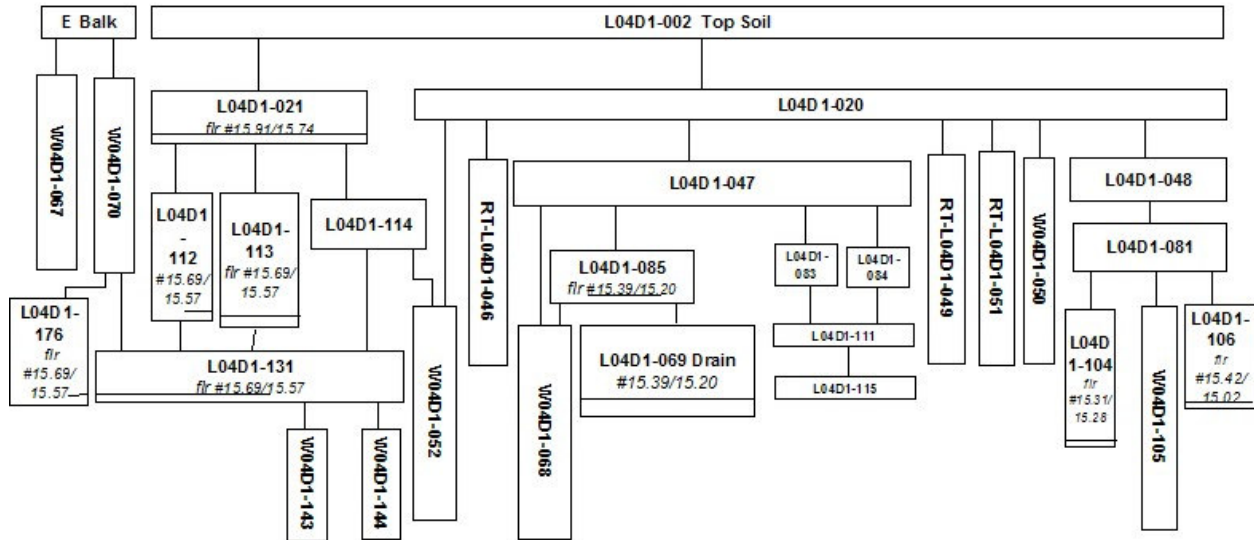 E Balk
L04D1-002 Top Soil
L04D1-021
flr #15.91/15.74
L04D1-020
W04D1-067
W04D1-070
L04D1
-
112
#15.69/
15.57
L04D1-
113
flr #15.69/
15.57
L04D1-114
RT-L04D1-046
L04D1-047
RT-L04D1-049
RT-L04D1-051
W04D1-050
L04D1-048
L04D1-081
L04D1-085
flr #15.39/15.20
L04D1-
083
L04D1-
084
L04D1-
176
flr
#15.69/
15.57
L04D1-131
flr #15.69/15.57
W04D1-052
W04D1-068
L04D1-069 Drain
#15.39/15.20
L04D1-111
L04D1-115
L04D
1-104
flr
#15.31/
15.28
W04D1-105
L04D1-
106
flr
#15.42/
15.02
W04D1-143
W04D1-144